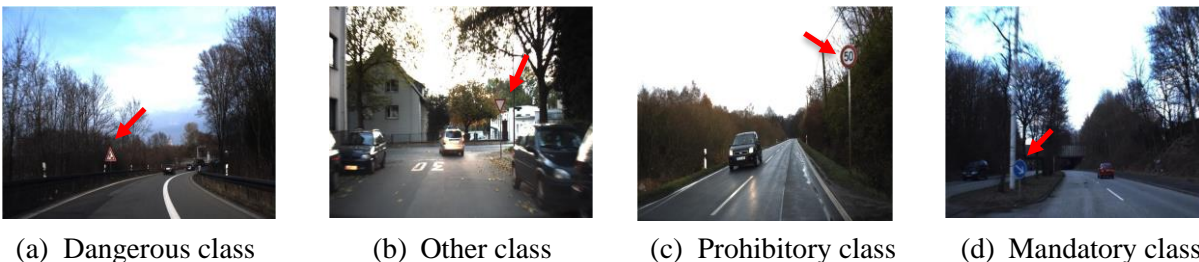 50
(a) Dangerous class
(b) Other class
(c) Prohibitory class
(d) Mandatory class